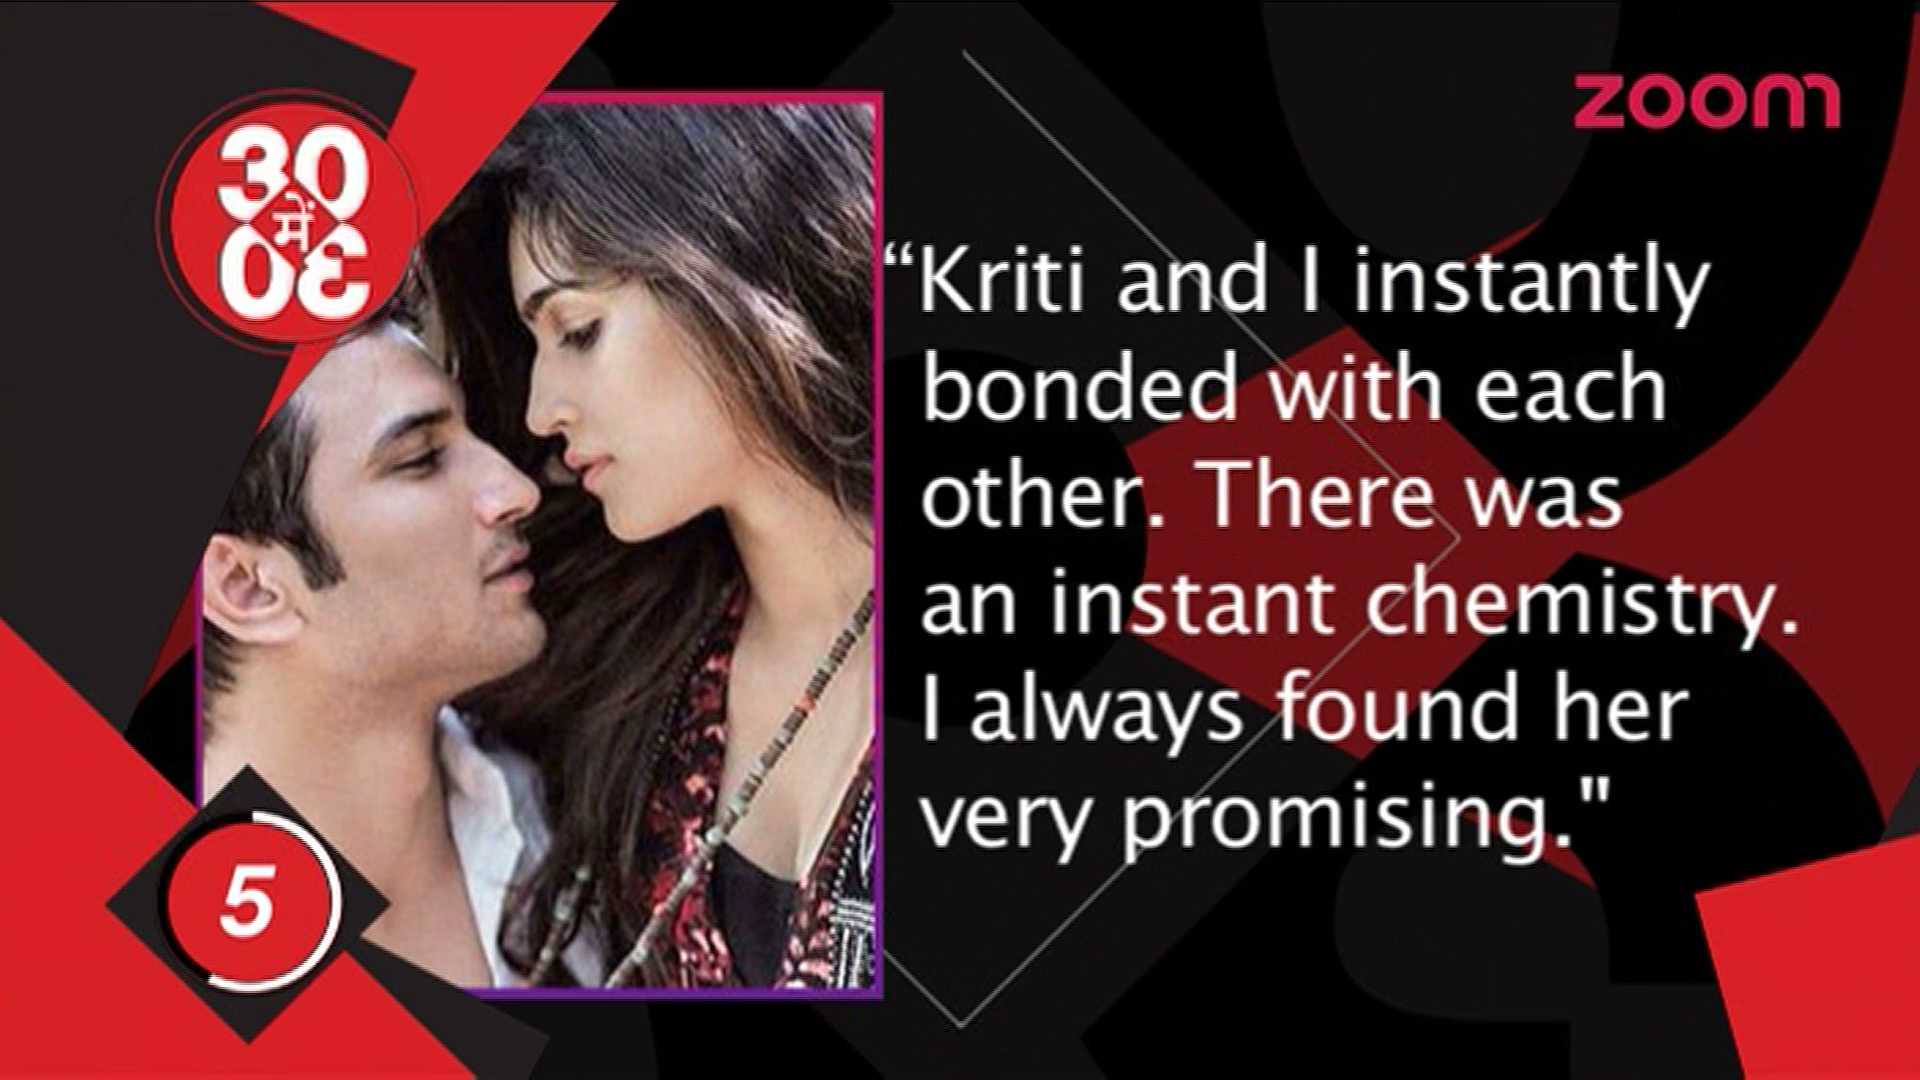 zoom
30
में
30
“Kriti and I instantly
bonded with each
other. There was
an instant chemistry.
I always found her
very promising."
5